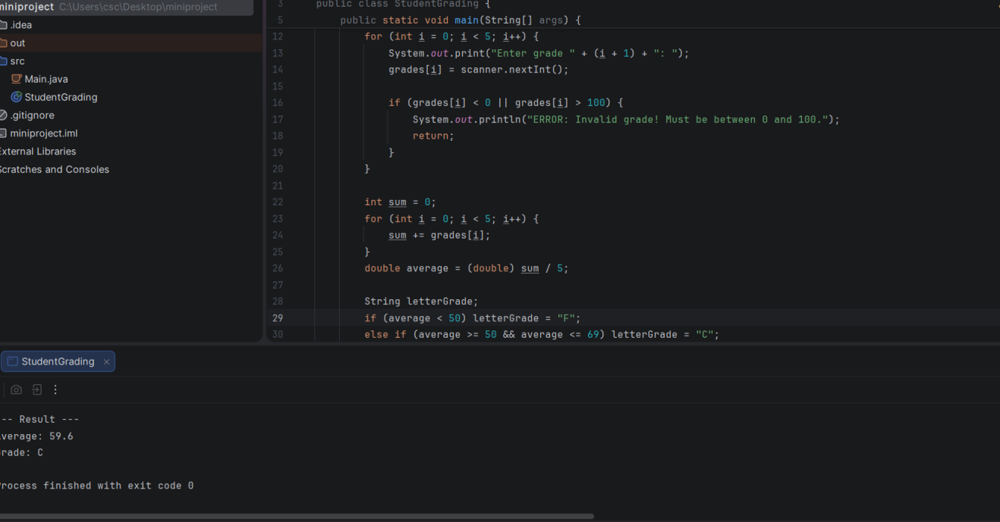 miniproject C:\Users\csc\Desktop\miniproject
.idea
out
src
Main.java
StudentGrading
.gitignore
miniproject.iml
External Libraries
Scratches and Consoles
3 public class StudentGrading {
5 public static void main(String[] args) {
12 for (int i = 0; i < 5; i++) {
13 System.out.print("Enter grade " + (i + 1) + ": ");
14 grades[i] = scanner.nextInt();
15
16 if (grades[i] < 0 || grades[i] > 100) {
17 System.out.println("ERROR: Invalid grade! Must be between 0 and 100.");
18 return;
19 }
20 }
21
22 int sum = 0;
23 for (int i = 0; i < 5; i++) {
24 sum += grades[i];
25 }
26 double average = (double) sum / 5;
27
28 String letterGrade;
29 if (average < 50) letterGrade = "F";
30 else if (average >= 50 && average <= 69) letterGrade = "C";
StudentGrading
-- Result ---
verage: 59.6
rade: C
rocess finished with exit code 0